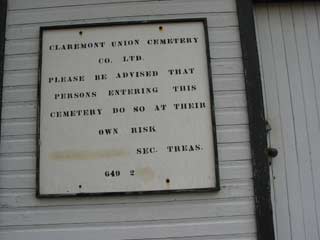 CLAREMONT UNION CEMETERY
CO. LTD.
PLEASE BE ADVISED THAT
PERSONS ENTERING THIS
CEMETERY DO SO AT THEIR
OWN RISK
SEC. TREAS.
649 2